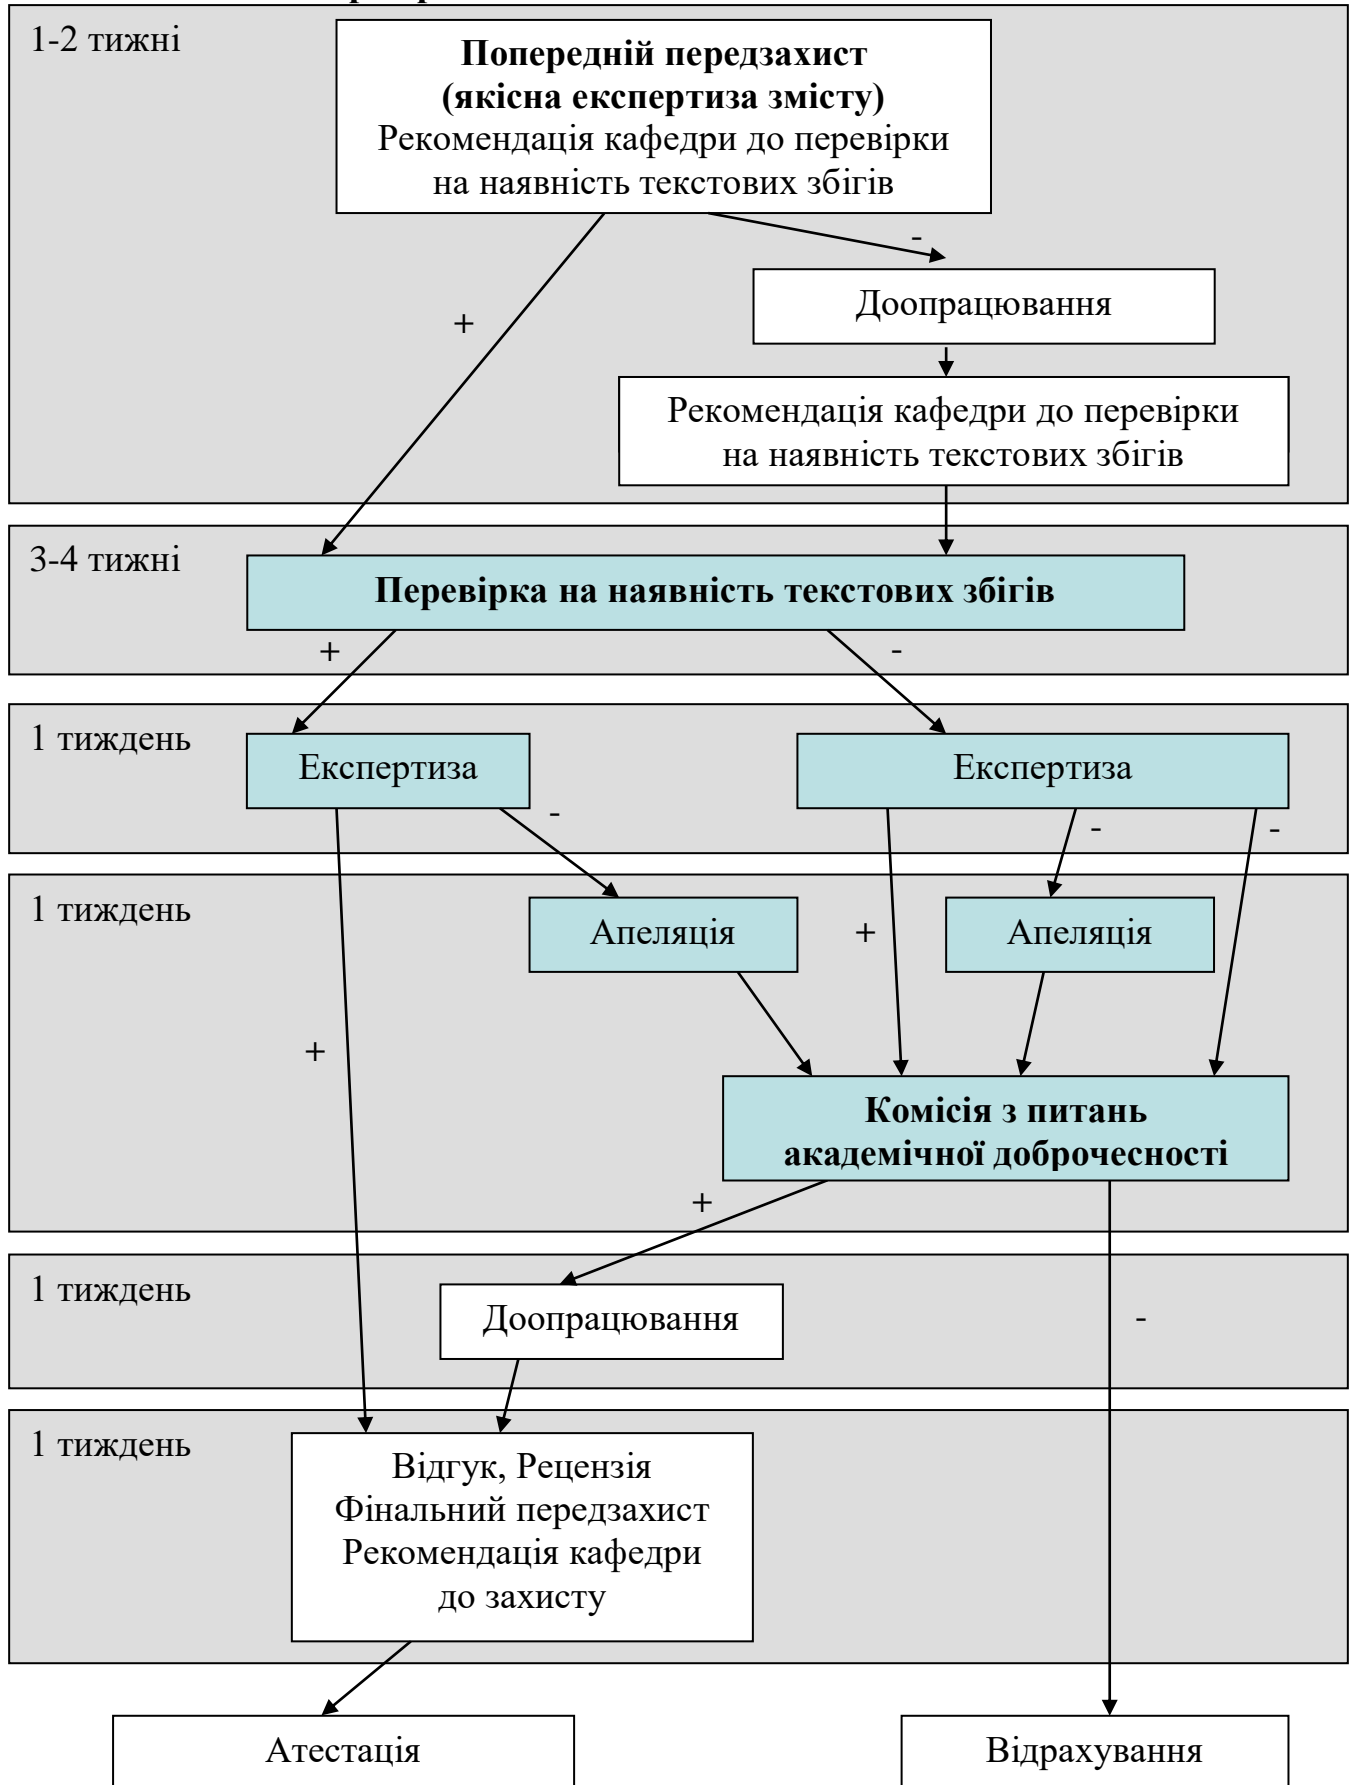 1-2 тижні
Попередній передзахист
(якісна експертиза змісту)
Рекомендація кафедри до перевірки
на наявність текстових збігів
-
+
Доопрацювання
Рекомендація кафедри до перевірки
на наявність текстових збігів
3-4 тижні
Перевірка на наявність текстових збігів
+
-
1 тиждень
Експертиза
Експертиза
-
-
-
1 тиждень
Апеляція
+
Апеляція
+
Комісія з питань
академічної доброчесності
+
1 тиждень
Доопрацювання
-
1 тиждень
Відгук, Рецензія
Фінальний передзахист
Рекомендація кафедри
до захисту
Атестація
Відрахування